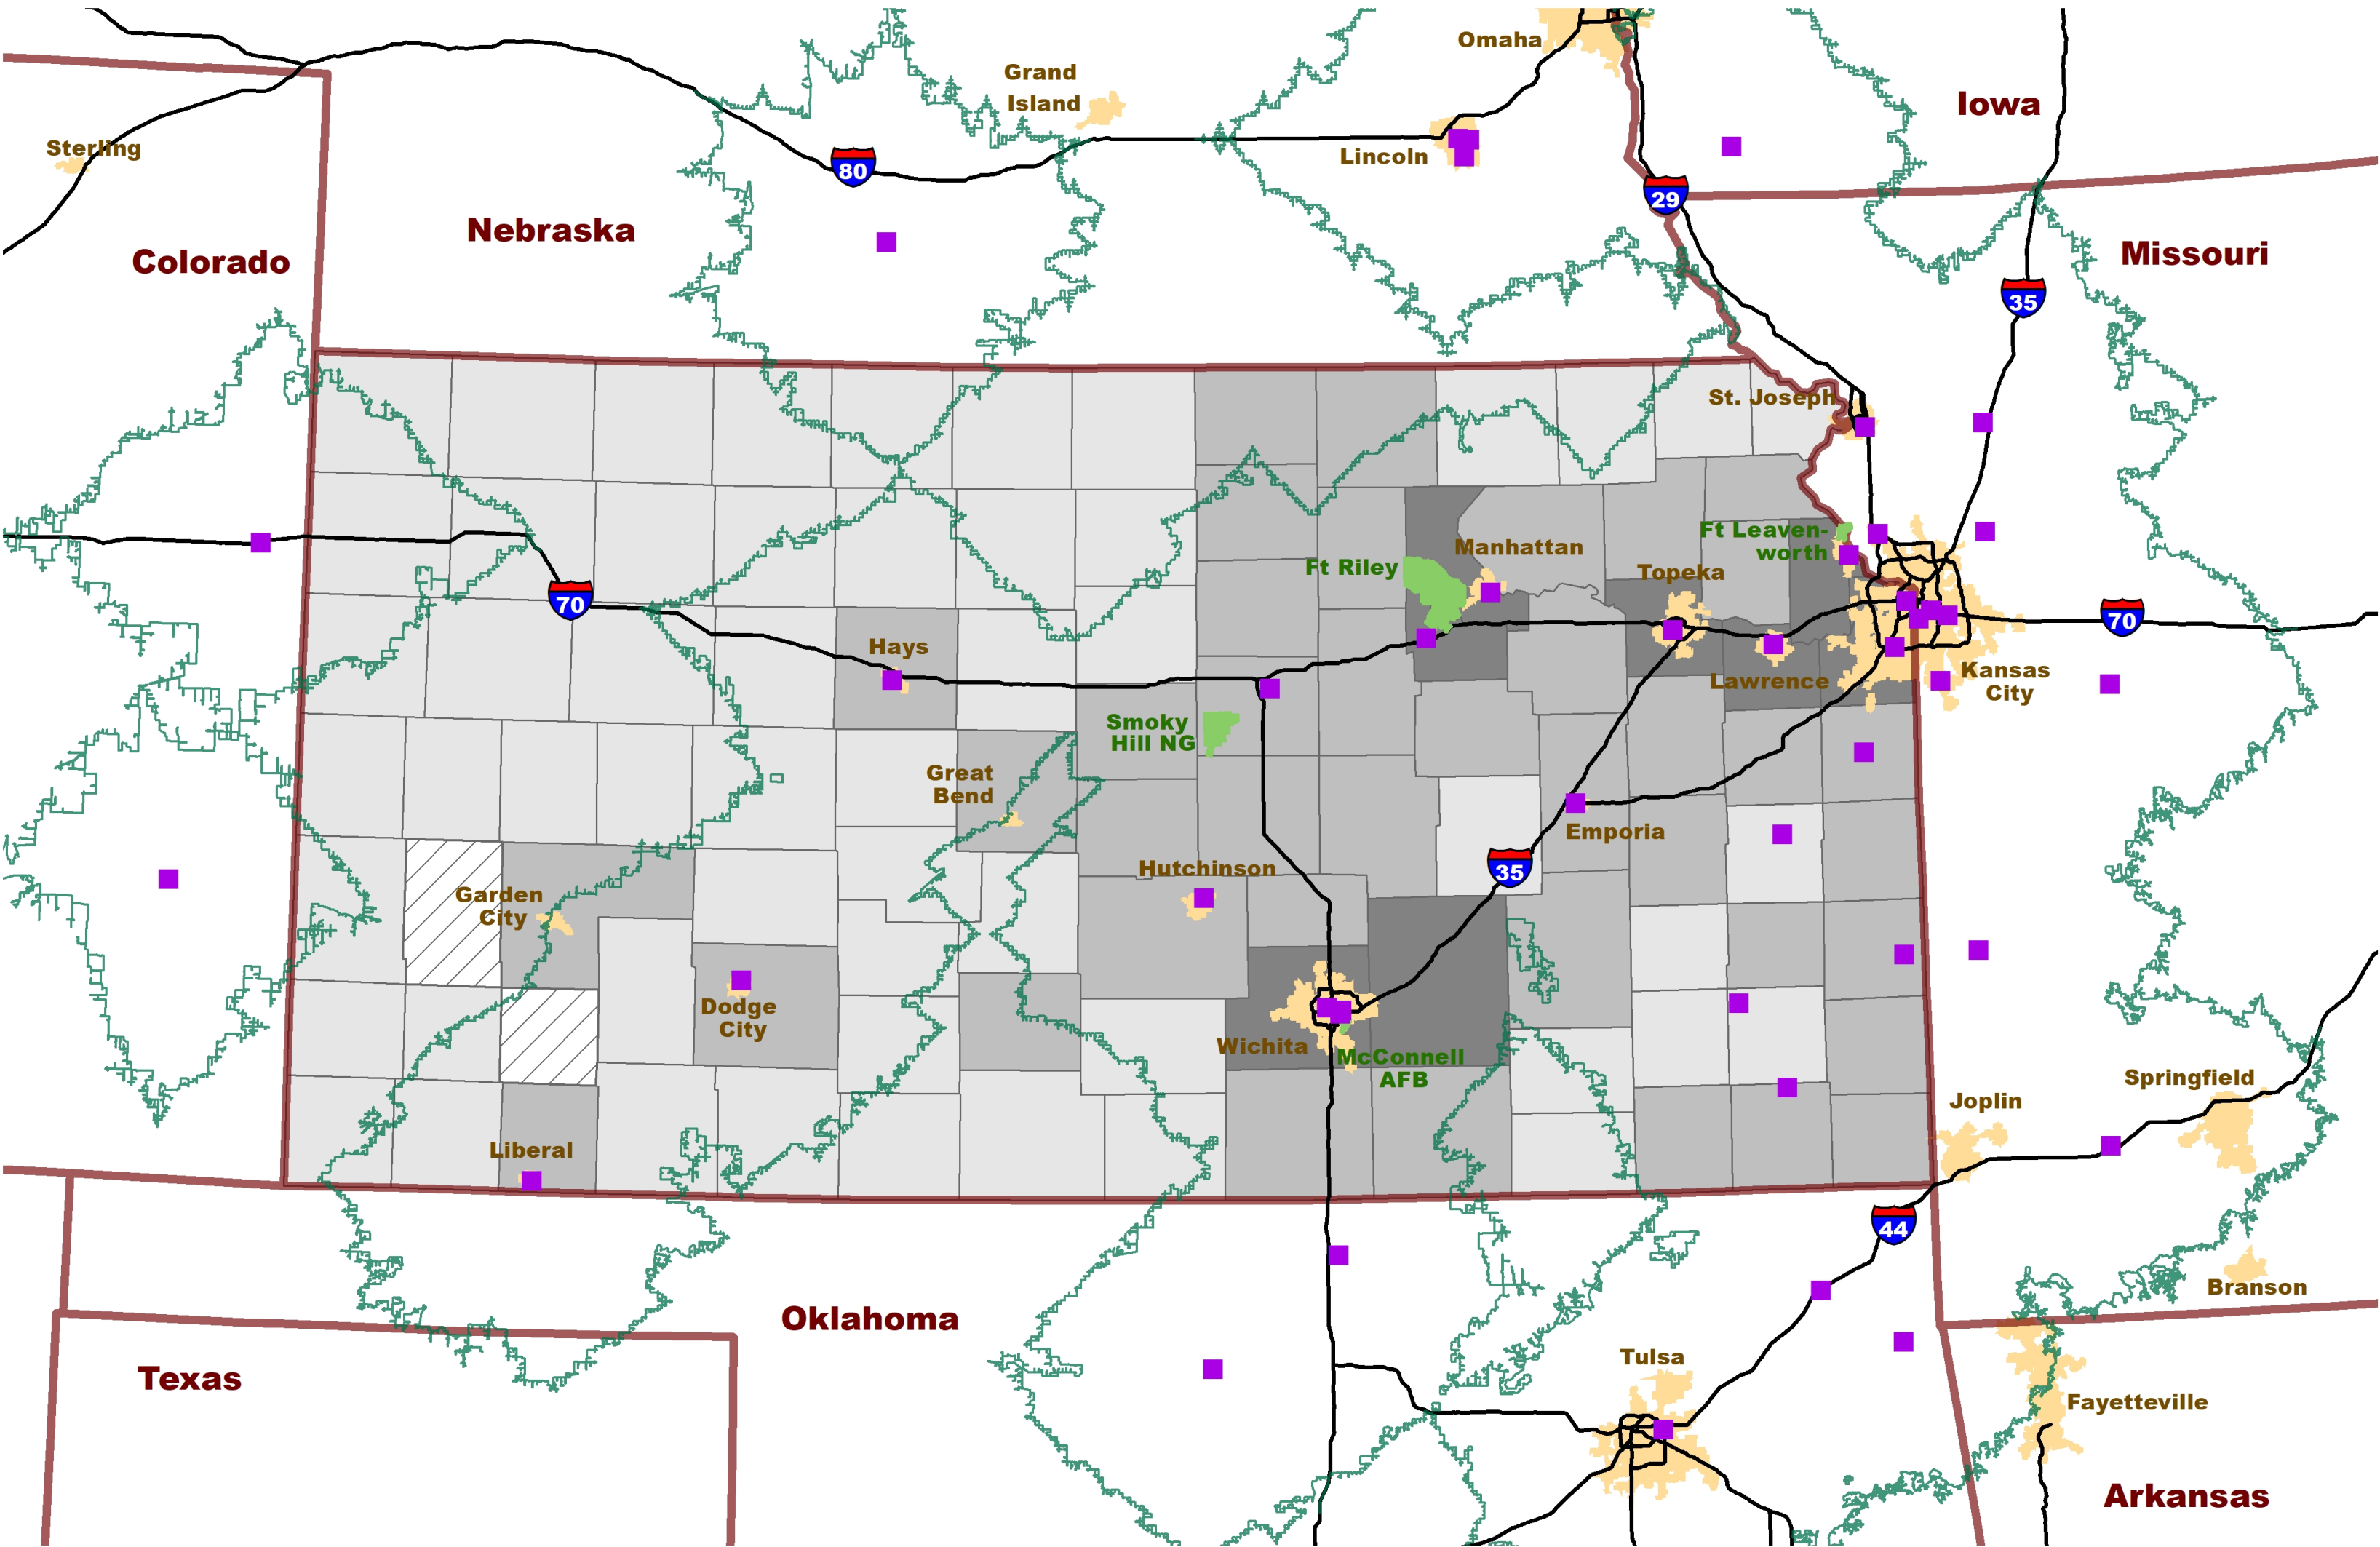 Omaha
Grand
Island
Iowa
Sterling
Lincoln
80
29
Nebraska
Colorado
Missouri
35
St. Joseph
Ft Leaven-
worth
Manhattan
Ft Riley
Topeka
70
70
Hays
Lawrence
Kansas
City
Smoky
Hill NG
Great
Bend
Emporia
Hutchinson
35
Garden
City
Dodge
City
Wichita
McConnell
AFB
Springfield
Joplin
Liberal
44
Branson
Oklahoma
Tulsa
Texas
Fayetteville
Arkansas